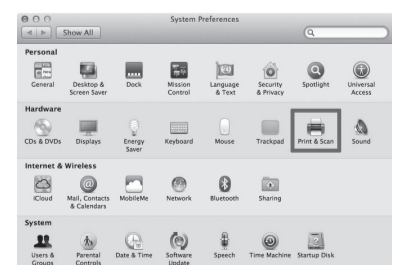 System Preferences
Show All
Personal
General
Desktop & Screen Saver
Dock
Mission Control
Language & Text
Security & Privacy
Spotlight
Universal Access
Hardware
CDs & DVDs
Displays
Energy Saver
Keyboard
Mouse
Trackpad
Print & Scan
Sound
Internet & Wireless
iCloud
Mail, Contacts & Calendars
MobileMe
Network
Bluetooth
Sharing
System
Users & Groups
Parental Controls
Date & Time
Software Update
Speech
Time Machine
Startup Disk